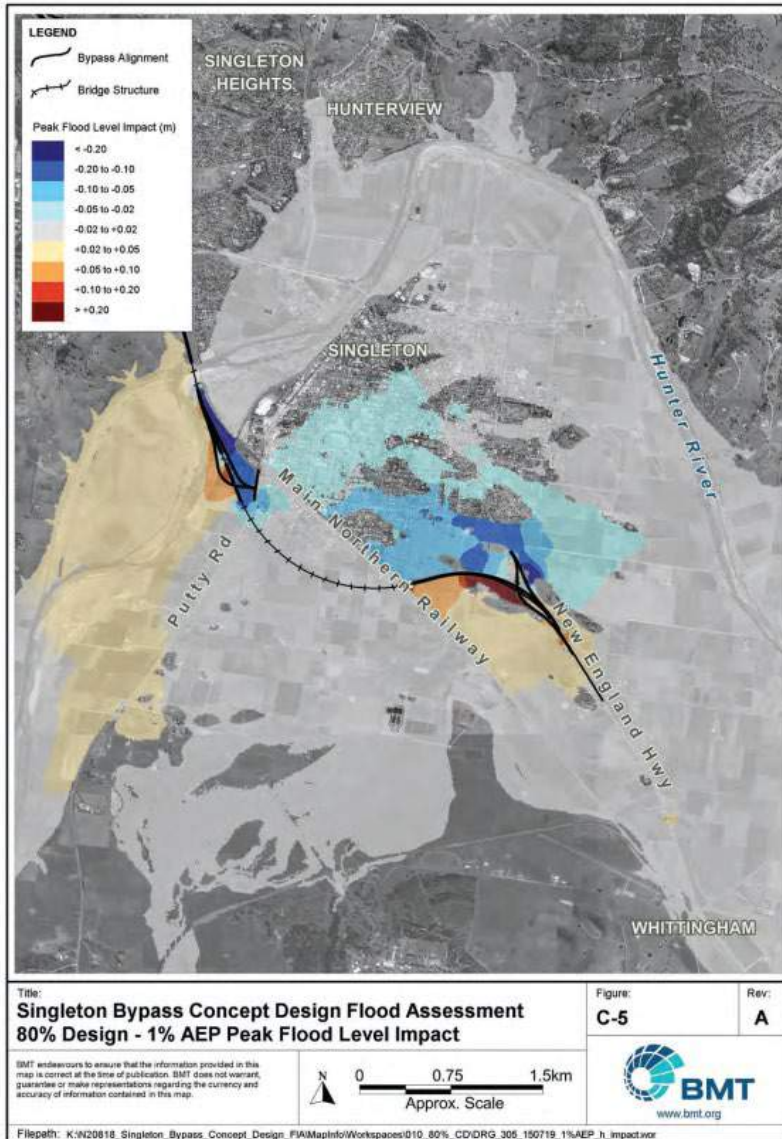 LEGEND
Bypass Alignment
Bridge Structure
Peak Flood Level Impact (m)
< -0.20
-0.20 to -0.10
-0.10 to -0.05
-0.05 to -0.02
-0.02 to +0.02
+0.02 to +0.05
+0.05 to +0.10
+0.10 to +0.20
> +0.20
SINGLETON
HEIGHTS
HUNTERVIEW
SINGLETON
Hunter River
Main Northern Railway
Putty Rd
New England Hwy
WHITTINGHAM
Title:
Singleton Bypass Concept Design Flood Assessment
80% Design - 1% AEP Peak Flood Level Impact
Figure:
C-5
Rev:
A
BMT endeavours to ensure that the information provided in this
map is correct at the time of publication. BMT does not warrant,
guarantee or make representations regarding the currency and
accuracy of information contained in this map.
N
0 0.75 1.5km
Approx. Scale
BMT
www.bmt.org
Filepath: K:\N20818_Singleton_Bypass_Concept_Design_FIA\MapInfo\Workspaces\010_80%_CD\DRG_305_150719_1%AEP_h_impact.wor